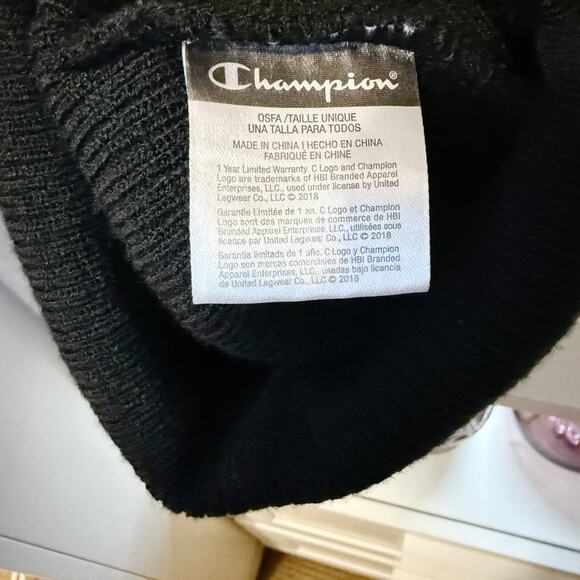 Champion®
OSFA /TAILLE UNIQUE
UNA TALLA PARA TODOS
MADE IN CHINA I HECHO EN CHINA
FABRIQUÉ EN CHINE
1 Year Limited Warranty. C Logo and Champion
Logo are trademarks of HBI Branded Apparel
Enterprises, LLC., used under license by United
Legwear Co., LLC © 2018
Garantie Limitée de 1 an. C Logo et Champion
Logo sont des marques de commerce de HBI
Branded Apparel Enterprises, LLC., utilisées sous
licence par United Legwear Co., LLC © 2018
Garantía limitada de 1 año. C Logo y Champion
Logo son marcas comerciales de HBI Branded
Apparel Enterprises, LLC., usadas bajo licencia
de United Legwear Co., LLC © 2018